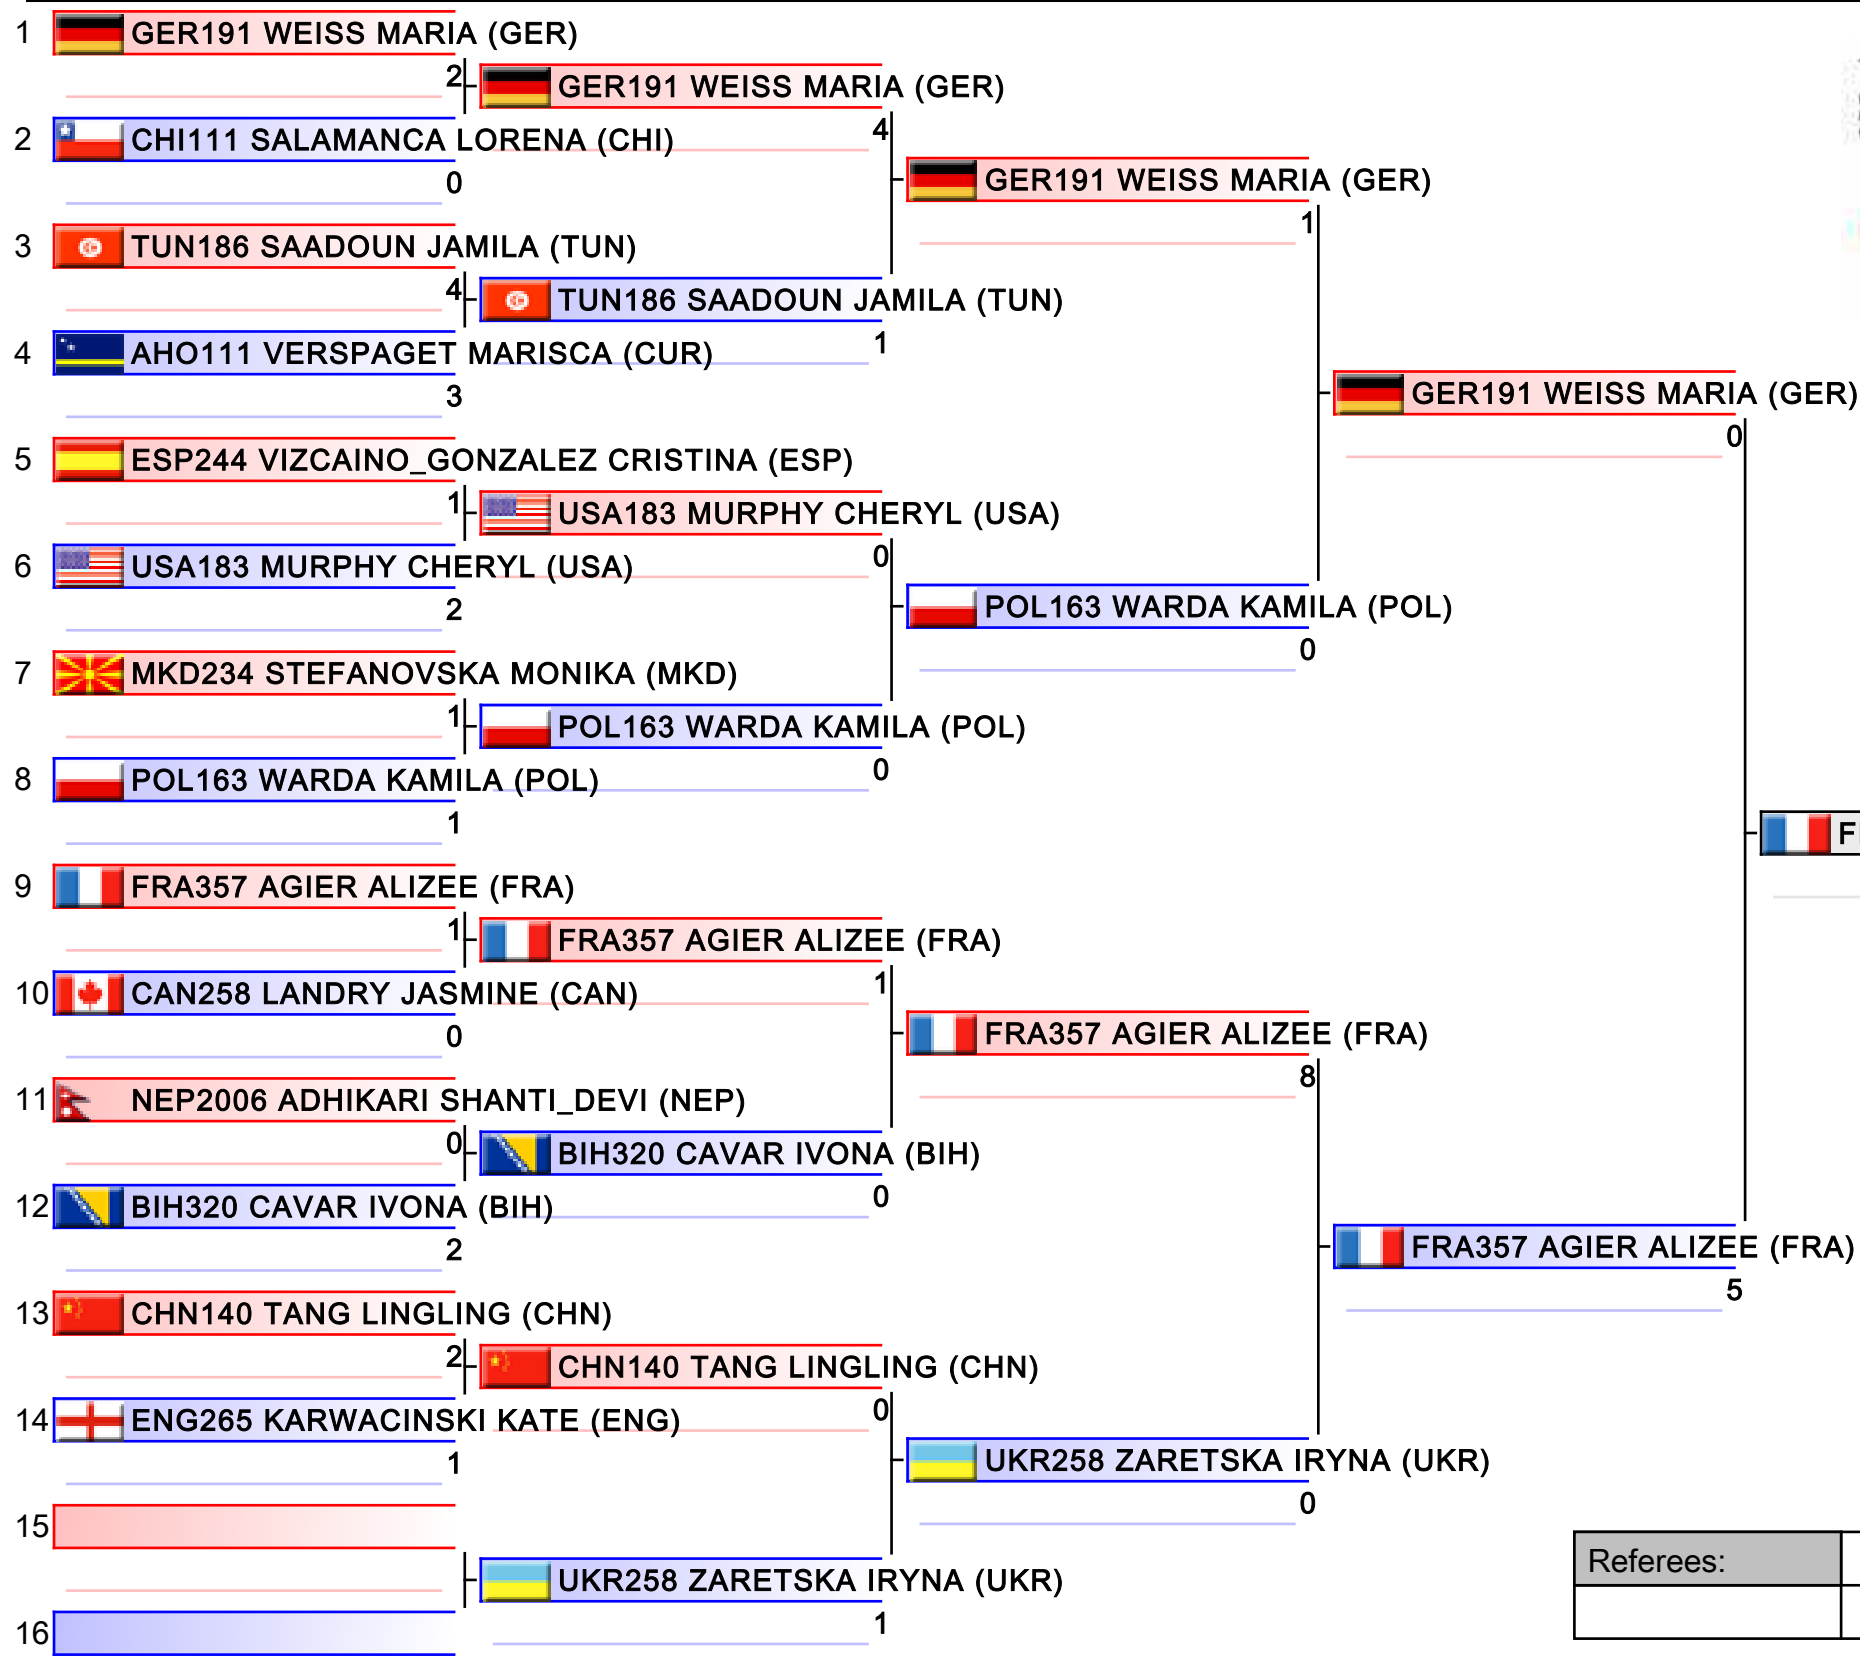 1 GER191 WEISS MARIA (GER)
2 GER191 WEISS MARIA (GER)
2 CHI111 SALAMANCA LORENA (CHI) 4
0 GER191 WEISS MARIA (GER)
1
3 TUN186 SAADOUN JAMILA (TUN)
4 TUN186 SAADOUN JAMILA (TUN)
4 AHO111 VERSPAGET MARISCA (CUR) 1
3 GER191 WEISS MARIA (GER)
0
5 ESP244 VIZCAINO_GONZALEZ CRISTINA (ESP)
1 USA183 MURPHY CHERYL (USA)
6 USA183 MURPHY CHERYL (USA) 0
2 POL163 WARDA KAMILA (POL)
0
7 MKD234 STEFANOVSKA MONIKA (MKD)
1 POL163 WARDA KAMILA (POL)
8 POL163 WARDA KAMILA (POL) 0
1 F
9 FRA357 AGIER ALIZEE (FRA)
1 FRA357 AGIER ALIZEE (FRA)
10 CAN258 LANDRY JASMINE (CAN) 1
0 FRA357 AGIER ALIZEE (FRA)
8
11 NEP2006 ADHIKARI SHANTI_DEVI (NEP)
0 BIH320 CAVAR IVONA (BIH)
12 BIH320 CAVAR IVONA (BIH) 0
2 FRA357 AGIER ALIZEE (FRA)
5
13 CHN140 TANG LINGLING (CHN)
2 CHN140 TANG LINGLING (CHN)
14 ENG265 KARWACINSKI KATE (ENG) 0
1 UKR258 ZARETSKA IRYNA (UKR)
0
15
Referees:
UKR258 ZARETSKA IRYNA (UKR)
16 1